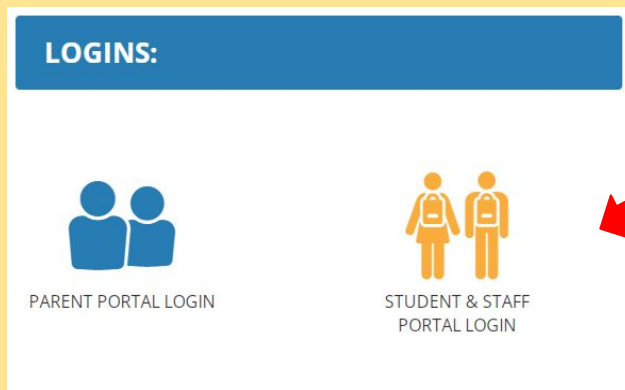 LOGINS:
PARENT PORTAL LOGIN
STUDENT & STAFF
PORTAL LOGIN